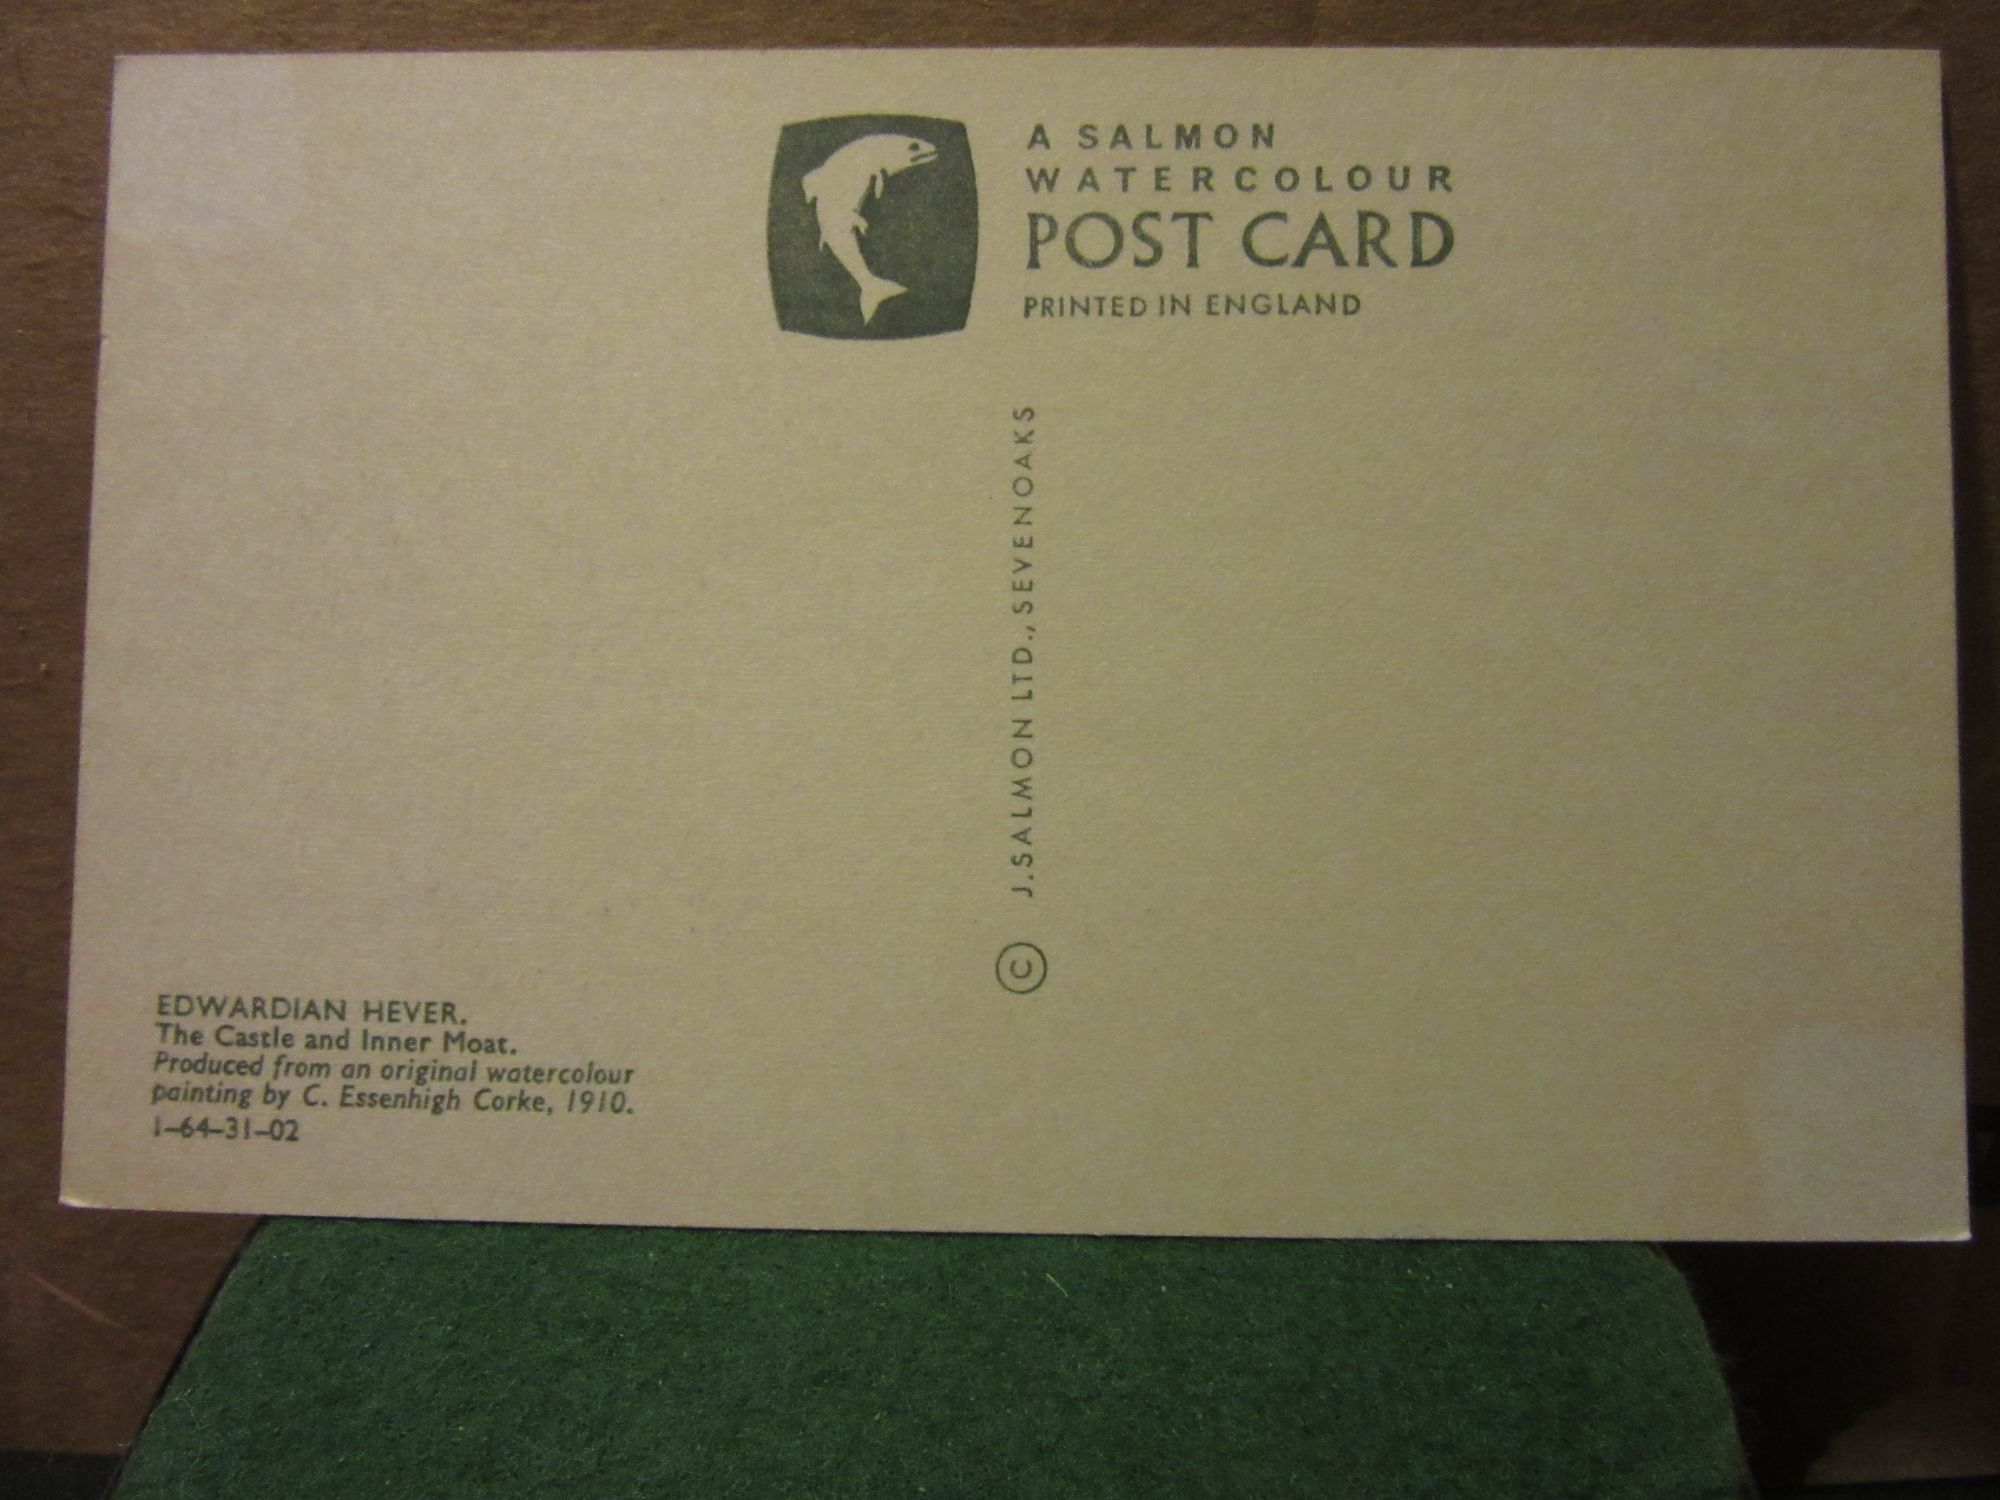 A SALMON
WATERCOLOUR
POST CARD
PRINTED IN ENGLAND
© J. SALMON LTD., SEVENOAKS
EDWARDIAN HEVER.
The Castle and Inner Moat.
Produced from an original watercolour
painting by C. Essenhigh Corke, 1910.
1–64–31–02